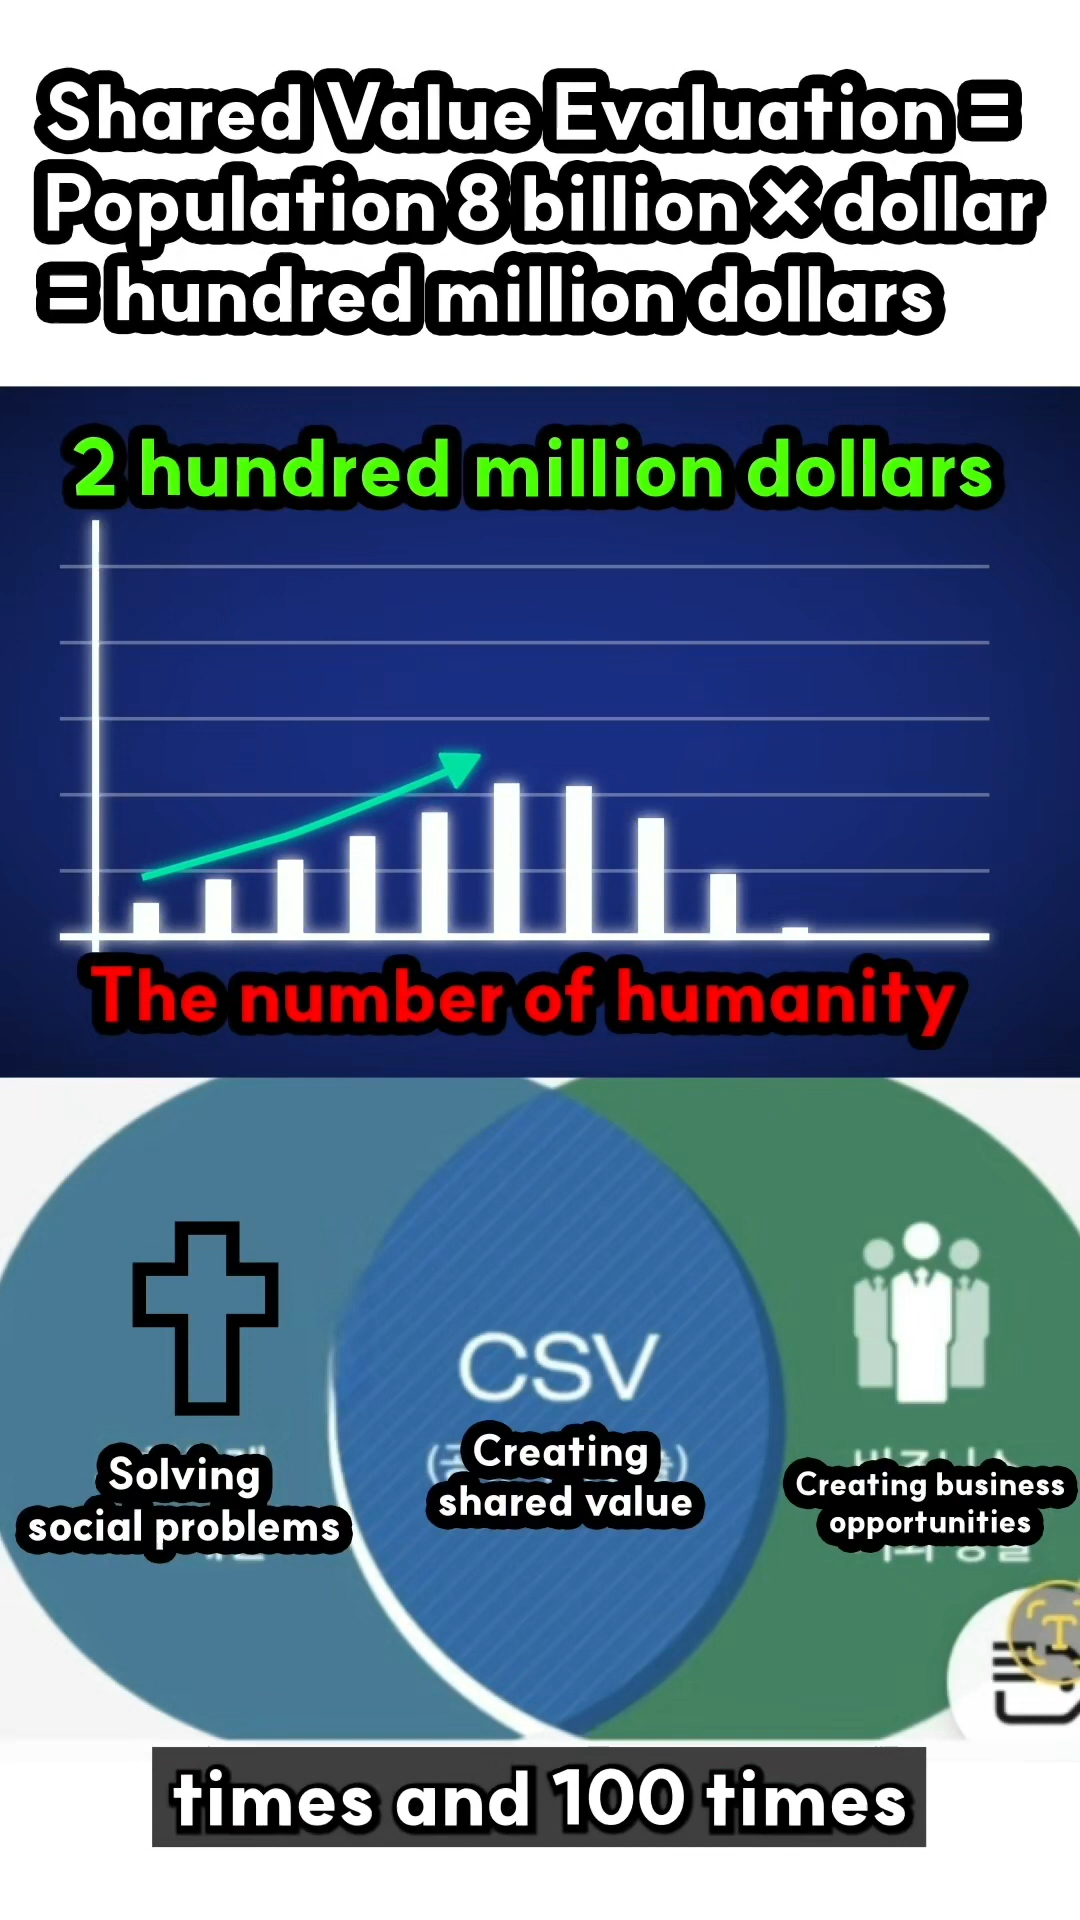 Shared Value Evaluation =
Population 8 billion × dollar
= hundred million dollars
2 hundred million dollars
The number of humanity
CSV
Creating
shared value
Solving
social problems
Creating business
opportunities
T
times and 100 times